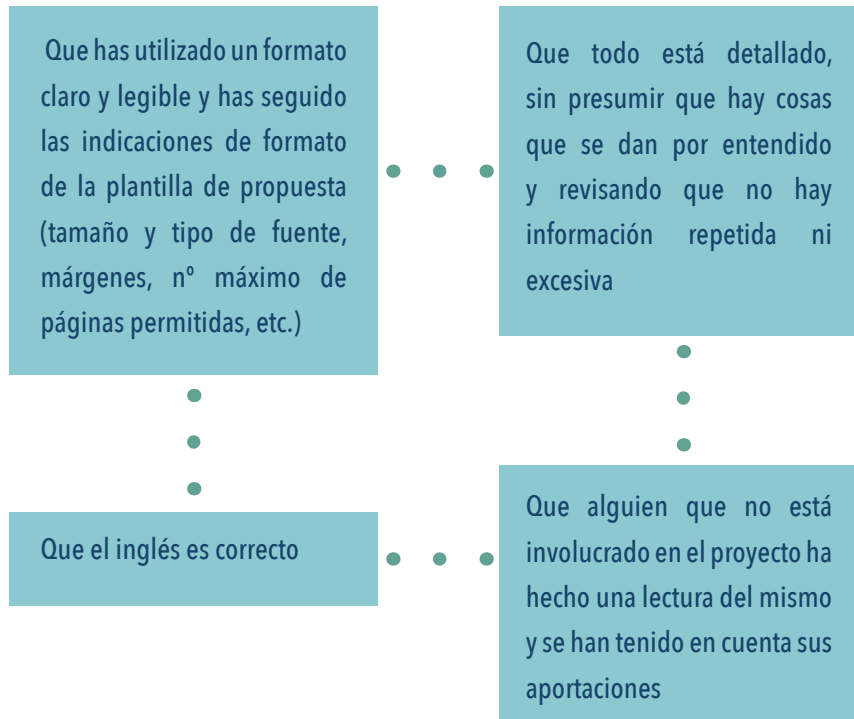 Que has utilizado un formato
claro y legible y has seguido
las indicaciones de formato
de la plantilla de propuesta
(tamaño y tipo de fuente,
márgenes, nº máximo de
páginas permitidas, etc.)
Que todo está detallado,
sin presumir que hay cosas
que se dan por entendido
y revisando que no hay
información repetida ni
excesiva
Que el inglés es correcto
Que alguien que no está
involucrado en el proyecto ha
hecho una lectura del mismo
y se han tenido en cuenta sus
aportaciones